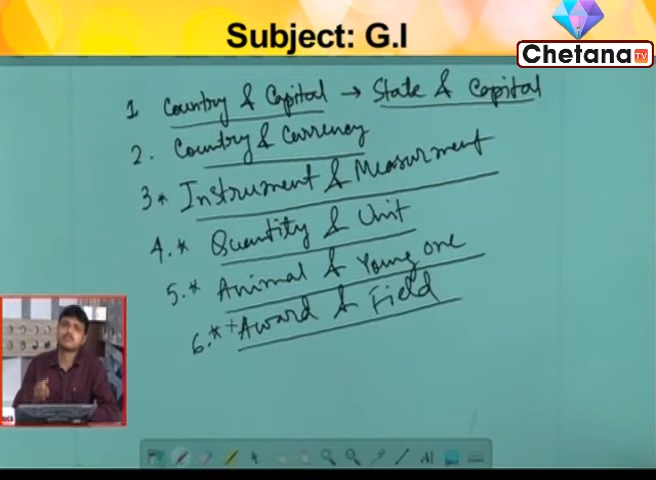 Subject: G.I
Chetana TV
1 Country & Capital → State & Capital
2. Country & Currency
3* Instrument & Measurment
4.* Quantity & Unit
5.* Animal & Young one
6.*+ Award & Field
AI